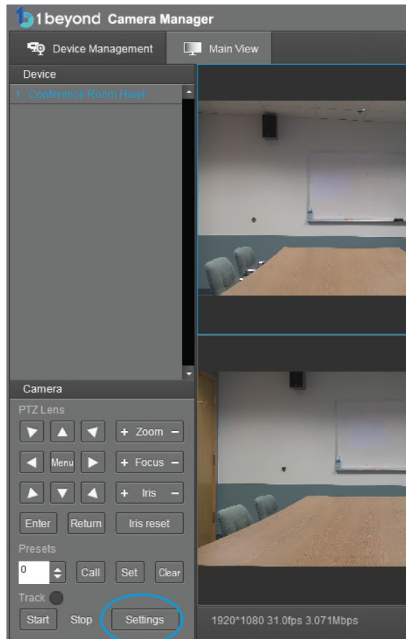 1beyond Camera Manager
Device Management Main View
Device
1. Conference Room Hawk
Camera
PTZ Lens
+ Zoom −
Menu + Focus −
+ Iris −
Enter Return Iris reset
Presets
0 Call Set Clear
Track
Start Stop Settings
1920*1080 31.0fps 3.071Mbps